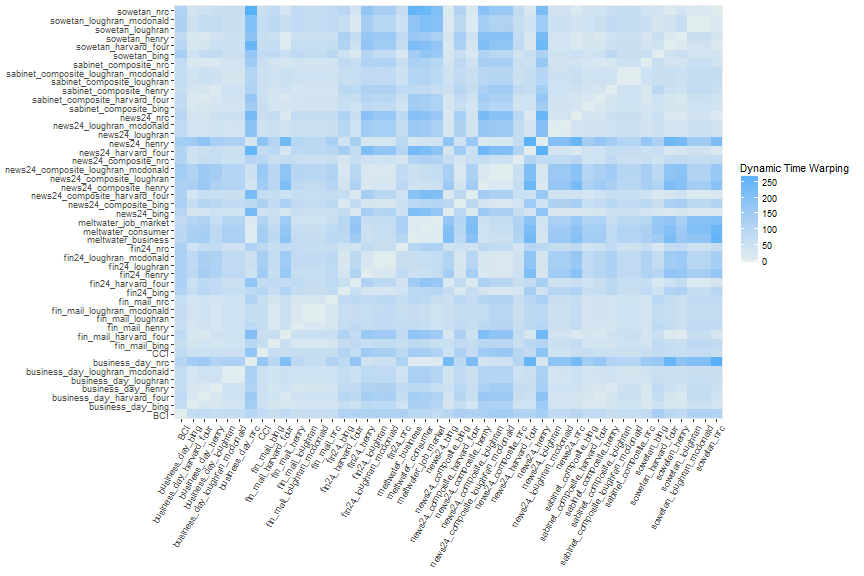 sowetan_nrc
sowetan_loughran_mcdonald
sowetan_loughran
sowetan_henry
sowetan_harvard_four
sowetan_bing
sabinet_composite_nrc
sabinet_composite_loughran_mcdonald
sabinet_composite_loughran
sabinet_composite_henry
sabinet_composite_harvard_four
sabinet_composite_bing
news24_nrc
news24_loughran_mcdonald
news24_loughran
news24_henry
news24_harvard_four
news24_composite_nrc
news24_composite_loughran_mcdonald
news24_composite_loughran
news24_composite_henry
news24_composite_harvard_four
news24_composite_bing
news24_bing
meltwater_job_market
meltwater_consumer
meltwater_business
fin24_nrc
fin24_loughran_mcdonald
fin24_loughran
fin24_henry
fin24_harvard_four
fin24_bing
fin_mail_nrc
fin_mail_loughran_mcdonald
fin_mail_loughran
fin_mail_henry
fin_mail_harvard_four
fin_mail_bing
CCI
business_day_nrc
business_day_loughran_mcdonald
business_day_loughran
business_day_henry
business_day_harvard_four
business_day_bing
BCI
BCI
business_day_bing
business_day_harvard_four
business_day_henry
business_day_loughran
business_day_loughran_mcdonald
business_day_nrc
CCI
fin_mail_bing
fin_mail_harvard_four
fin_mail_henry
fin_mail_loughran
fin_mail_loughran_mcdonald
fin_mail_nrc
fin24_bing
fin24_harvard_four
fin24_henry
fin24_loughran
fin24_loughran_mcdonald
fin24_nrc
meltwater_business
meltwater_consumer
meltwater_job_market
news24_bing
news24_composite_bing
news24_composite_harvard_four
news24_composite_henry
news24_composite_loughran
news24_composite_loughran_mcdonald
news24_composite_nrc
news24_harvard_four
news24_henry
news24_loughran
news24_loughran_mcdonald
news24_nrc
sabinet_composite_bing
sabinet_composite_harvard_four
sabinet_composite_henry
sabinet_composite_loughran
sabinet_composite_loughran_mcdonald
sabinet_composite_nrc
sowetan_bing
sowetan_harvard_four
sowetan_henry
sowetan_loughran
sowetan_loughran_mcdonald
sowetan_nrc
Dynamic Time Warping
250
200
150
100
50
0